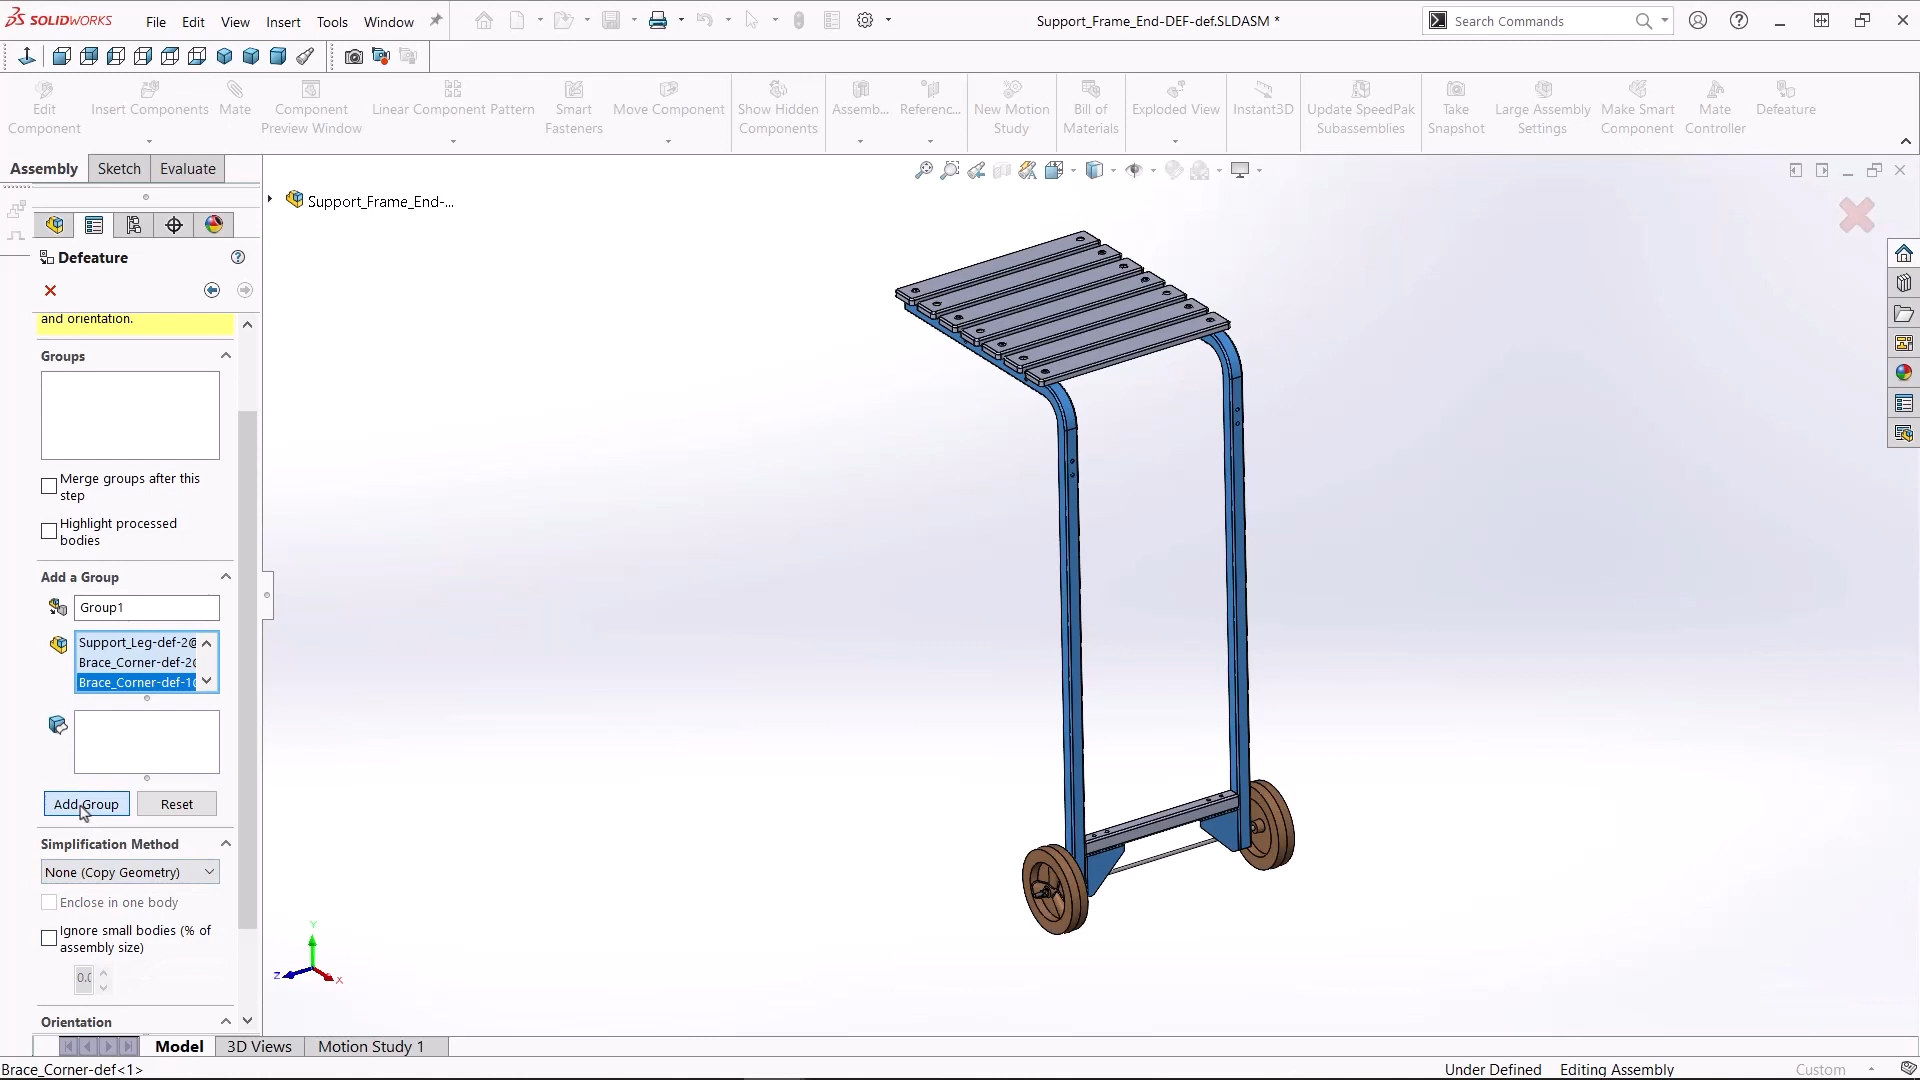 SOLIDWORKS
File Edit View Insert Tools Window
Support_Frame_End-DEF-def.SLDASM *
Search Commands
Edit Component
Insert Components
Mate
Component Preview Window
Linear Component Pattern
Smart Fasteners
Move Component
Show Hidden Components
Assemb...
Referenc...
New Motion Study
Bill of Materials
Exploded View
Instant3D
Update SpeedPak Subassemblies
Take Snapshot
Large Assembly Settings
Make Smart Component
Mate Controller
Defeature
Assembly Sketch Evaluate
Support_Frame_End-...
Defeature
and orientation.
Groups
Merge groups after this
step
Highlight processed
bodies
Add a Group
Group1
Support_Leg-def-2@
Brace_Corner-def-2
Brace_Corner-def-1
Add Group Reset
Simplification Method
None (Copy Geometry)
Enclose in one body
Ignore small bodies (% of
assembly size)
Orientation
Y
Z
X
Model 3D Views Motion Study 1
Brace_Corner-def<1>
Under Defined Editing Assembly Custom